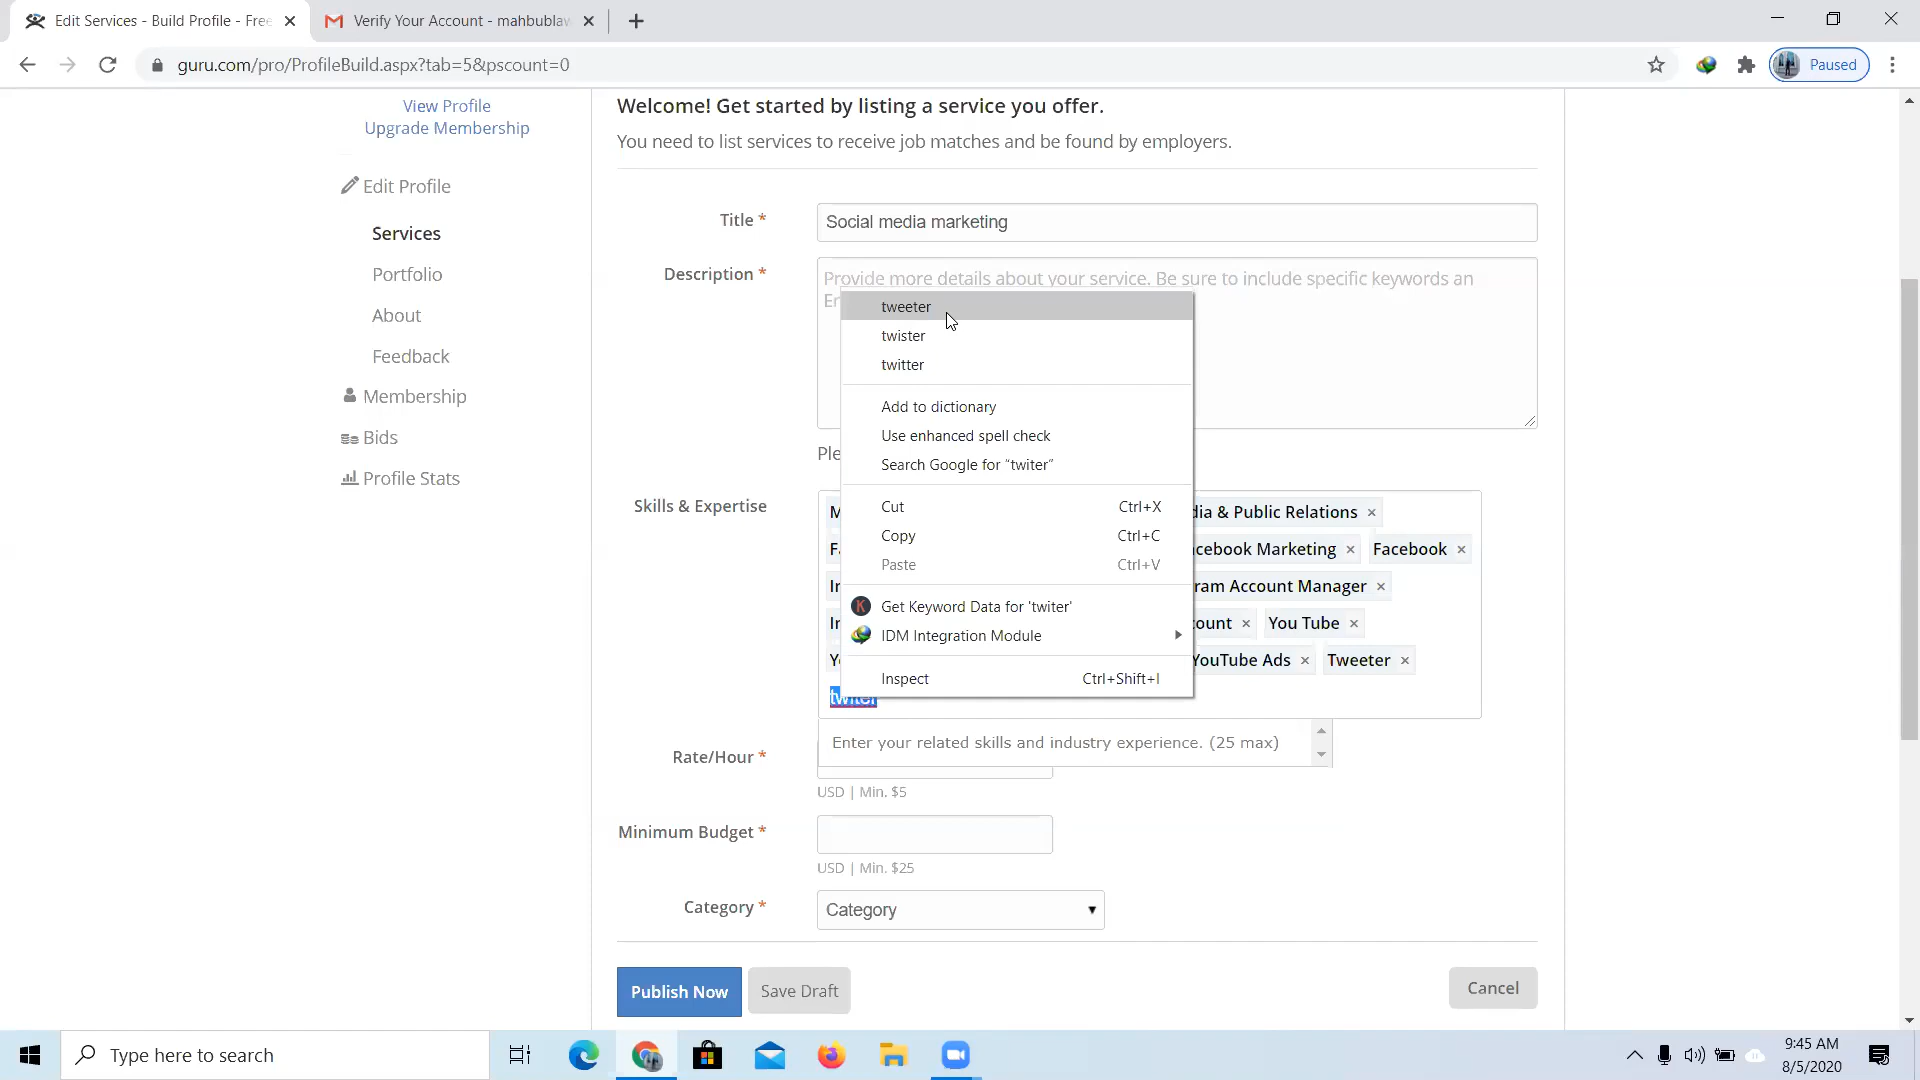 Edit Services - Build Profile - Free
Verify Your Account - mahbublaw
guru.com/pro/ProfileBuild.aspx?tab=5&pscount=0
Paused
View Profile
Upgrade Membership
Edit Profile
Services
Portfolio
About
Feedback
Membership
Bids
Profile Stats
Welcome! Get started by listing a service you offer.
You need to list services to receive job matches and be found by employers.
Title *
Social media marketing
Description *
Provide more details about your service. Be sure to include specific keywords an
tweeter
twister
twitter
Add to dictionary
Use enhanced spell check
Search Google for “twiter”
Cut Ctrl+X
Copy Ctrl+C
Paste Ctrl+V
Get Keyword Data for 'twiter'
IDM Integration Module
Inspect Ctrl+Shift+I
Skills & Expertise
& Public Relations ×
Marketing × Facebook ×
Account Manager ×
× You Tube ×
YouTube Ads × Tweeter ×
twiter
Enter your related skills and industry experience. (25 max)
Rate/Hour *
USD | Min. $5
Minimum Budget *
USD | Min. $25
Category *
Category
Publish Now
Save Draft
Cancel
Type here to search
9:45 AM
8/5/2020